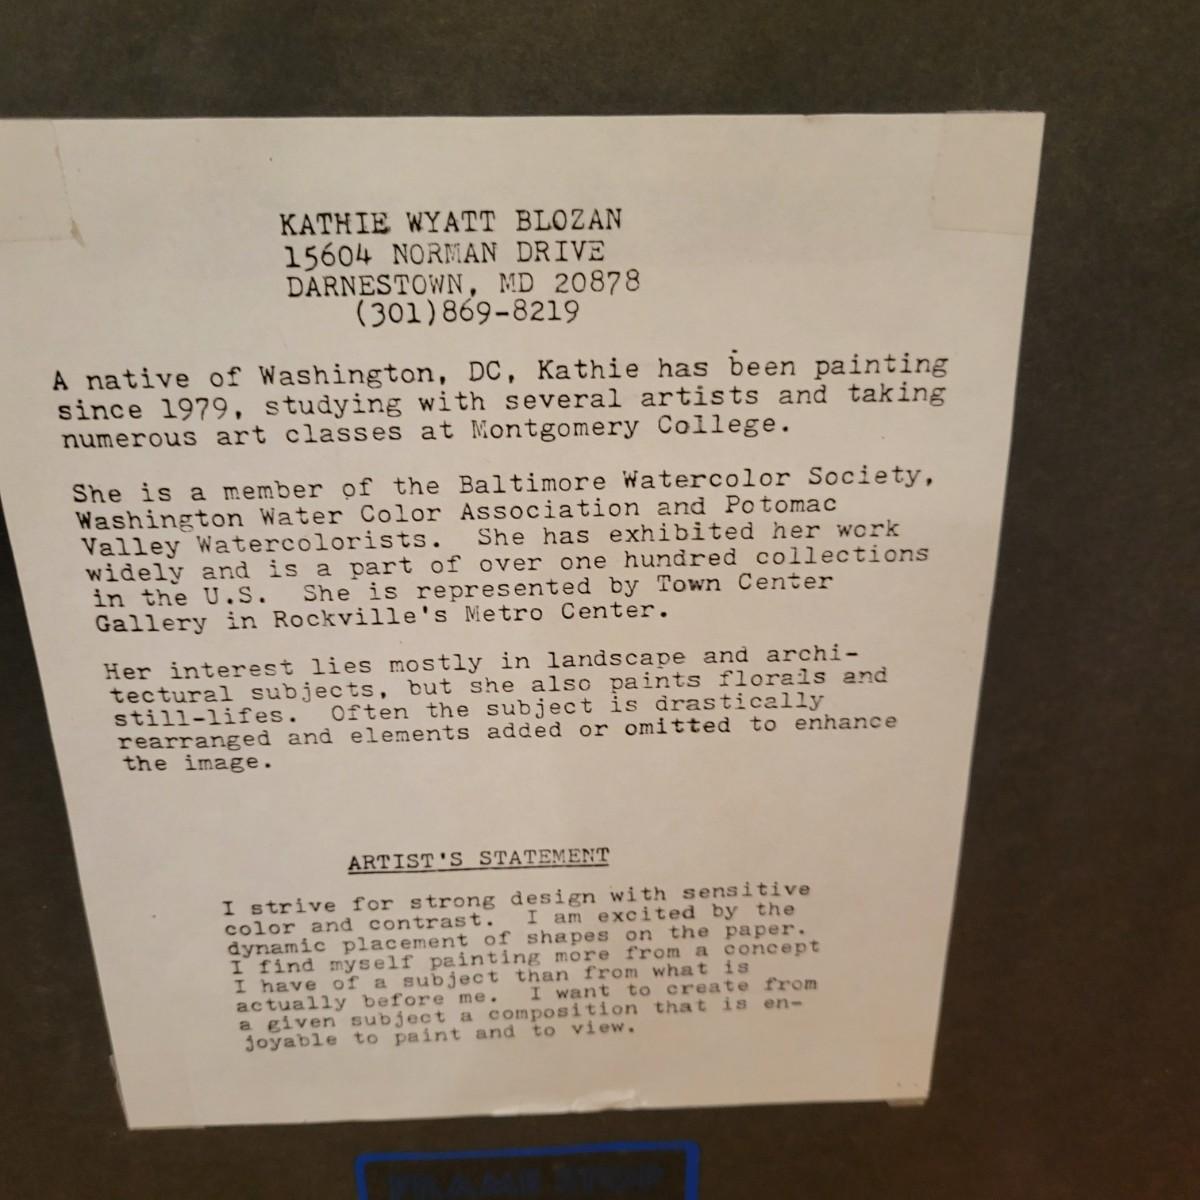 KATHIE WYATT BLOZAN
15604 NORMAN DRIVE
DARNESTOWN, MD 20878
(301)869-8219
A native of Washington, DC, Kathie has been painting
since 1979, studying with several artists and taking
numerous art classes at Montgomery College.
She is a member of the Baltimore Watercolor Society,
Washington Water Color Association and Potomac
Valley Watercolorists. She has exhibited her work
widely and is a part of over one hundred collections
in the U.S. She is represented by Town Center
Gallery in Rockville's Metro Center.
Her interest lies mostly in landscape and archi-
tectural subjects, but she also paints florals and
still-lifes. Often the subject is drastically
rearranged and elements added or omitted to enhance
the image.
ARTIST'S STATEMENT
I strive for strong design with sensitive
color and contrast. I am excited by the
dynamic placement of shapes on the paper.
I find myself painting more from a concept
I have of a subject than from what is
actually before me. I want to create from
a given subject a composition that is en-
joyable to paint and to view.
FRAME STOP